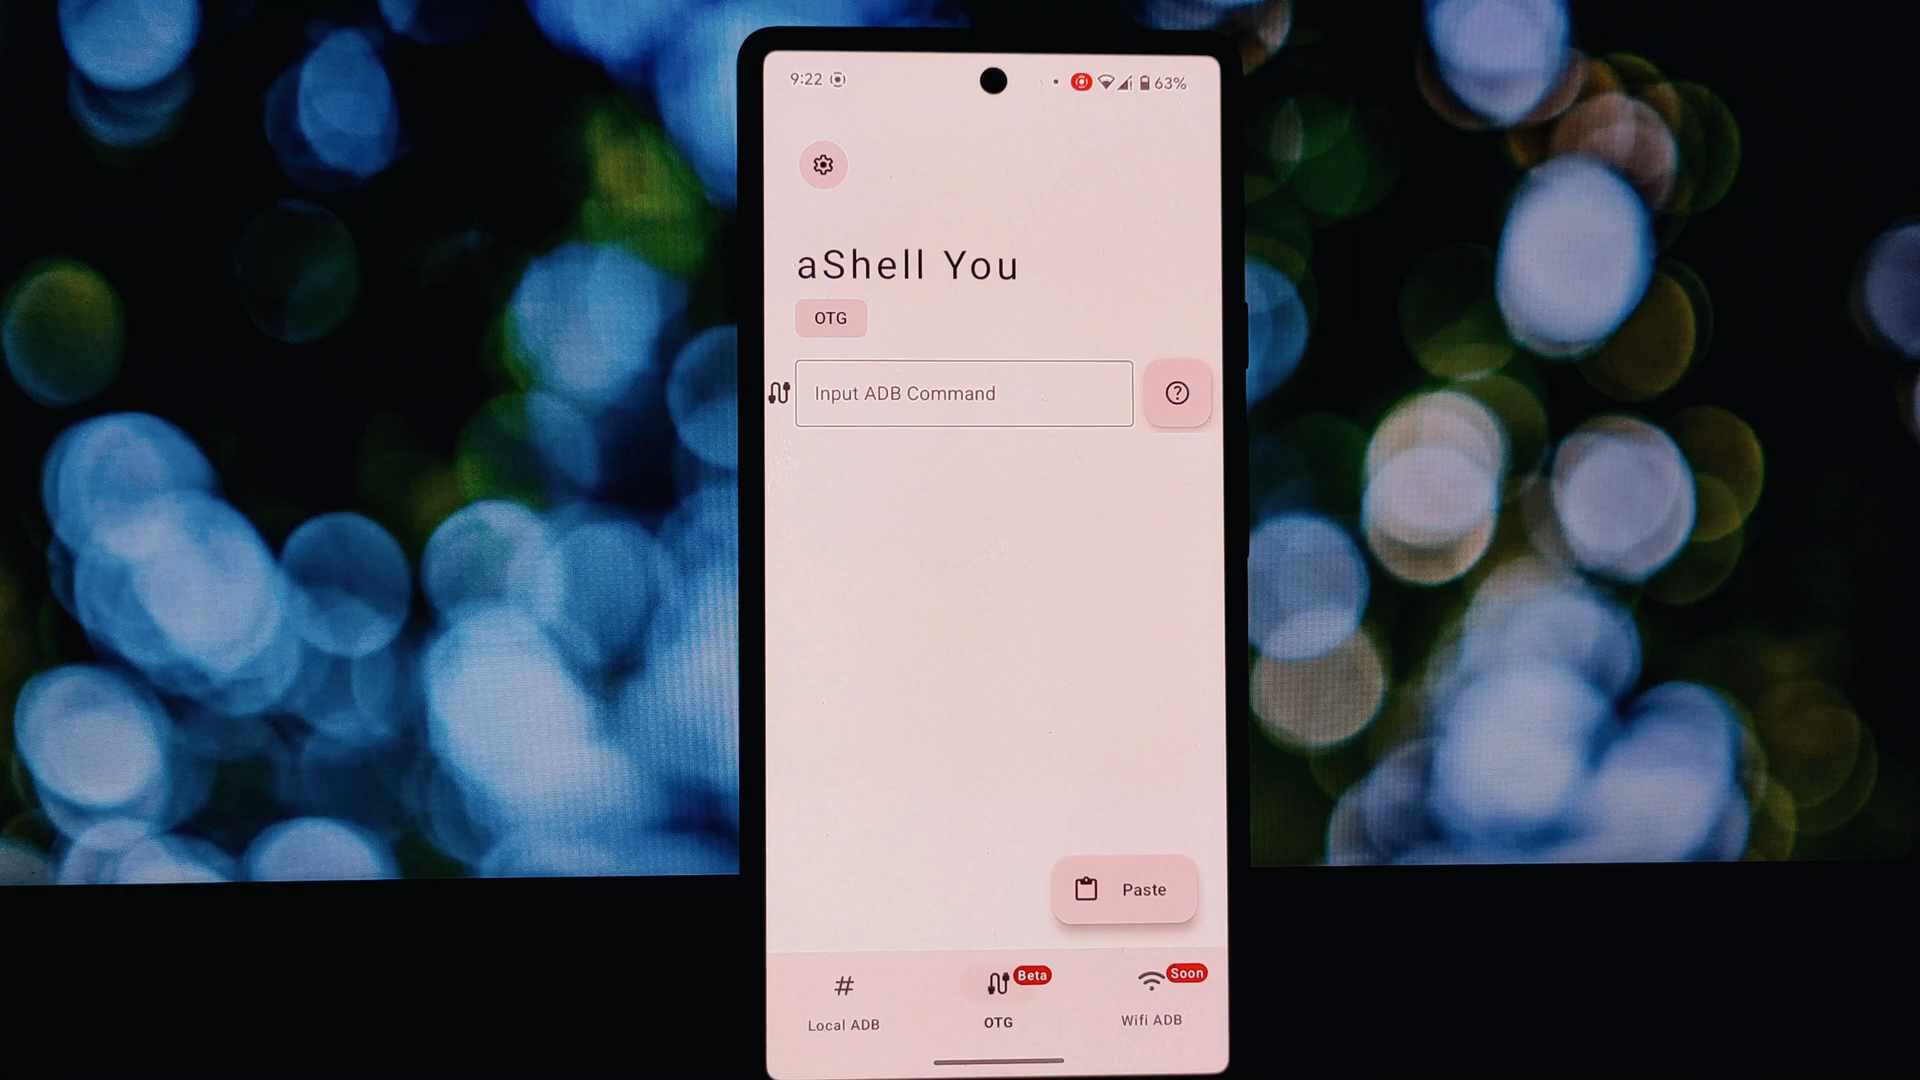 9:22
63%
aShell You
OTG
Input ADB Command
Paste
Beta
Soon
Local ADB
OTG
Wifi ADB